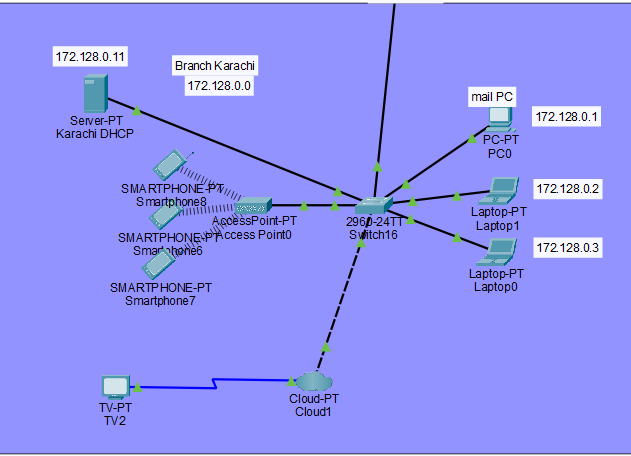 172.128.0.11
Branch Karachi
172.128.0.0
Server-PT
Karachi DHCP
mail PC
172.128.0.1
PC-PT
PC0
SMARTPHONE-PT
Smartphone8
172.128.0.2
Laptop-PT
Laptop1
AccessPoint-PT
Access Point0
2960-24TT
Switch16
SMARTPHONE-PT
Smartphone6
172.128.0.3
Laptop-PT
Laptop0
SMARTPHONE-PT
Smartphone7
Cloud-PT
Cloud1
TV-PT
TV2